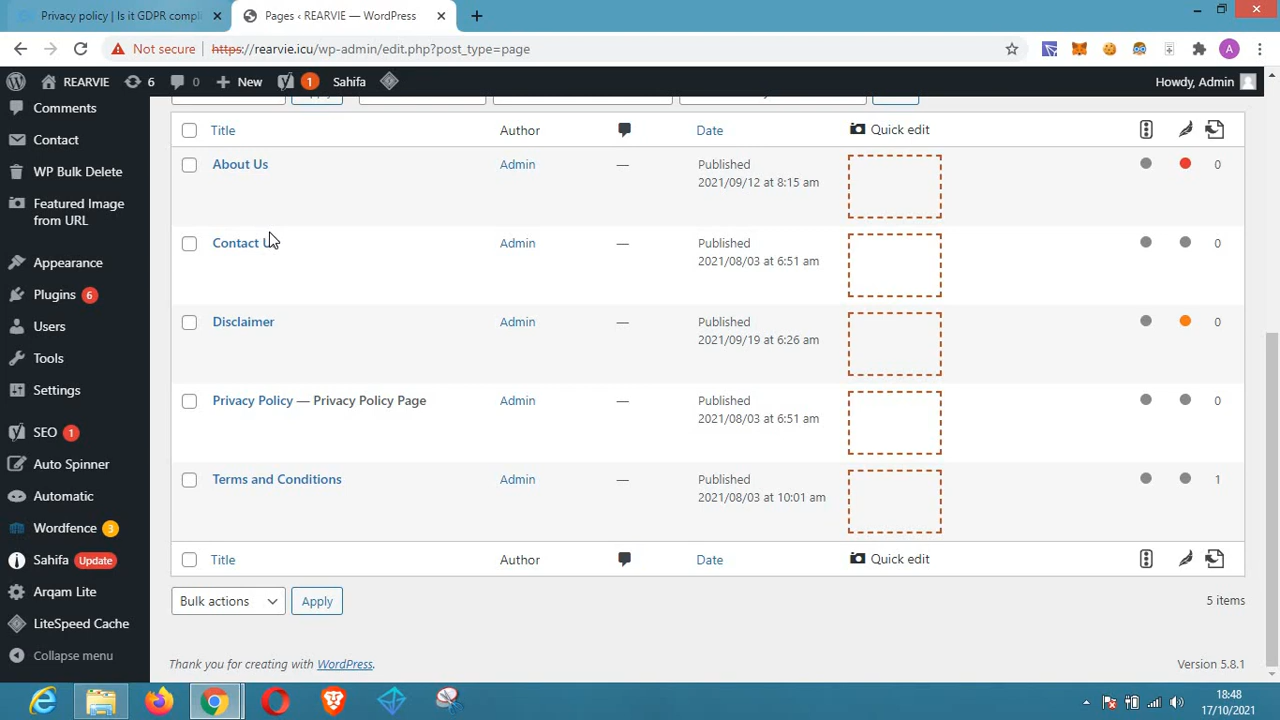 Privacy policy | Is it GDPR compl
Pages ‹ REARVIE — WordPress
Not secure https://rearvie.icu/wp-admin/edit.php?post_type=page
A
REARVIE 6 0 New 1 Sahifa
Howdy, Admin
Comments
Contact
WP Bulk Delete
Featured Image
from URL
Appearance
Plugins 6
Users
Tools
Settings
SEO 1
Auto Spinner
Automatic
Wordfence 3
Sahifa Update
Arqam Lite
LiteSpeed Cache
Collapse menu
Title Author Date Quick edit
About Us Admin — Published 0
2021/09/12 at 8:15 am
Contact Admin — Published 0
2021/08/03 at 6:51 am
Disclaimer Admin — Published 0
2021/09/19 at 6:26 am
Privacy Policy — Privacy Policy Page Admin — Published 0
2021/08/03 at 6:51 am
Terms and Conditions Admin — Published 1
2021/08/03 at 10:01 am
Title Author Date Quick edit
Bulk actions Apply 5 items
Thank you for creating with WordPress. Version 5.8.1
18:48
17/10/2021